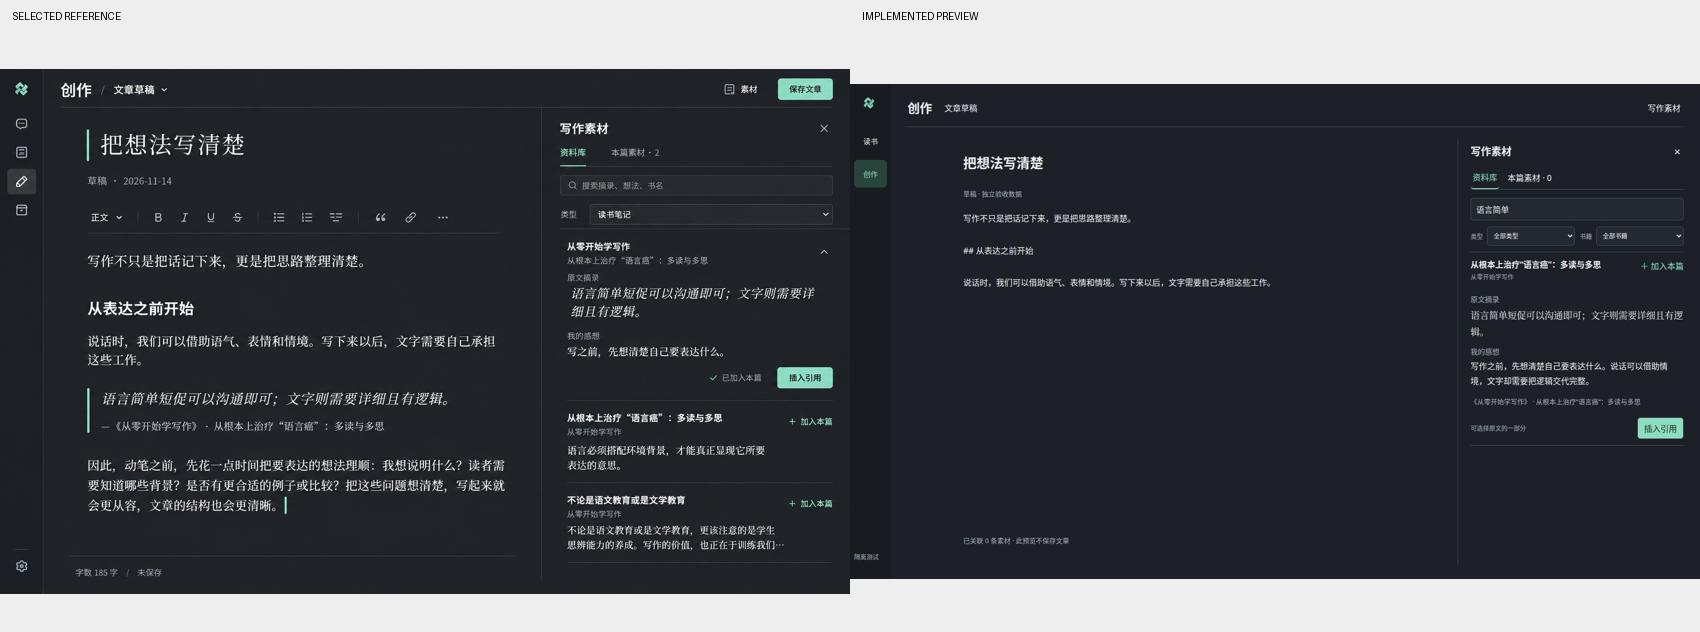 SELECTED REFERENCE
创作 / 文章草稿
素材
保存文章
把想法写清楚
草稿 · 2026-11-14
正文
B I U S
写作不只是把话记下来，更是把思路整理清楚。
从表达之前开始
说话时，我们可以借助语气、表情和情境。写下来以后，文字需要自己承担
这些工作。
语言简单短促可以沟通即可；文字则需要详细且有逻辑。
—《从零开始学写作》 · 从根本上治疗“语言癌”：多读与多思
因此，动笔之前，先花一点时间把要表达的想法理顺：我想说明什么？读者需
要知道哪些背景？是否有更合适的例子或比较？把这些问题想清楚，写起来就
会更从容，文章的结构也会更清晰。
字数 185 字 / 未保存
写作素材
资料库
本篇素材 · 2
搜索摘录、想法、书名
类型
读书笔记
从零开始学写作
从根本上治疗“语言癌”：多读与多思
原文摘录
语言简单短促可以沟通即可；文字则需要详
细且有逻辑。
我的感想
写之前，先想清楚自己要表达什么。
已加入本篇
插入引用
从根本上治疗“语言癌”：多读与多思
+ 加入本篇
从零开始学写作
语言必须搭配环境背景，才能真正显现它所要
表达的意思。
不论是语文教育或是文学教育
+ 加入本篇
从零开始学写作
不论是语文教育或是文学教育，更该注意的是学生
思辨能力的养成。写作的价值，也正在于训练我们…
IMPLEMENTED PREVIEW
创作 文章草稿
写作素材
读书
创作
隔离测试
把想法写清楚
草稿 · 独立验收数据
写作不只是把话记下来，更是把思路整理清楚。
## 从表达之前开始
说话时，我们可以借助语气、表情和情境。写下来以后，文字需要自己承担这些工作。
已关联 0 条素材 · 此预览不保存文章
写作素材
资料库
本篇素材 · 0
语言简单
类型
全部类型
书籍
全部书籍
从根本上治疗“语言癌”：多读与多思
+ 加入本篇
从零开始学写作
原文摘录
语言简单短促可以沟通即可；文字则需要详细且有逻
辑。
我的感想
写作之前，先想清楚自己要表达什么。说话可以借助情
境，文字却需要把逻辑交代完整。
《从零开始学写作》 · 从根本上治疗“语言癌”：多读与多思
可选择原文的一部分
插入引用